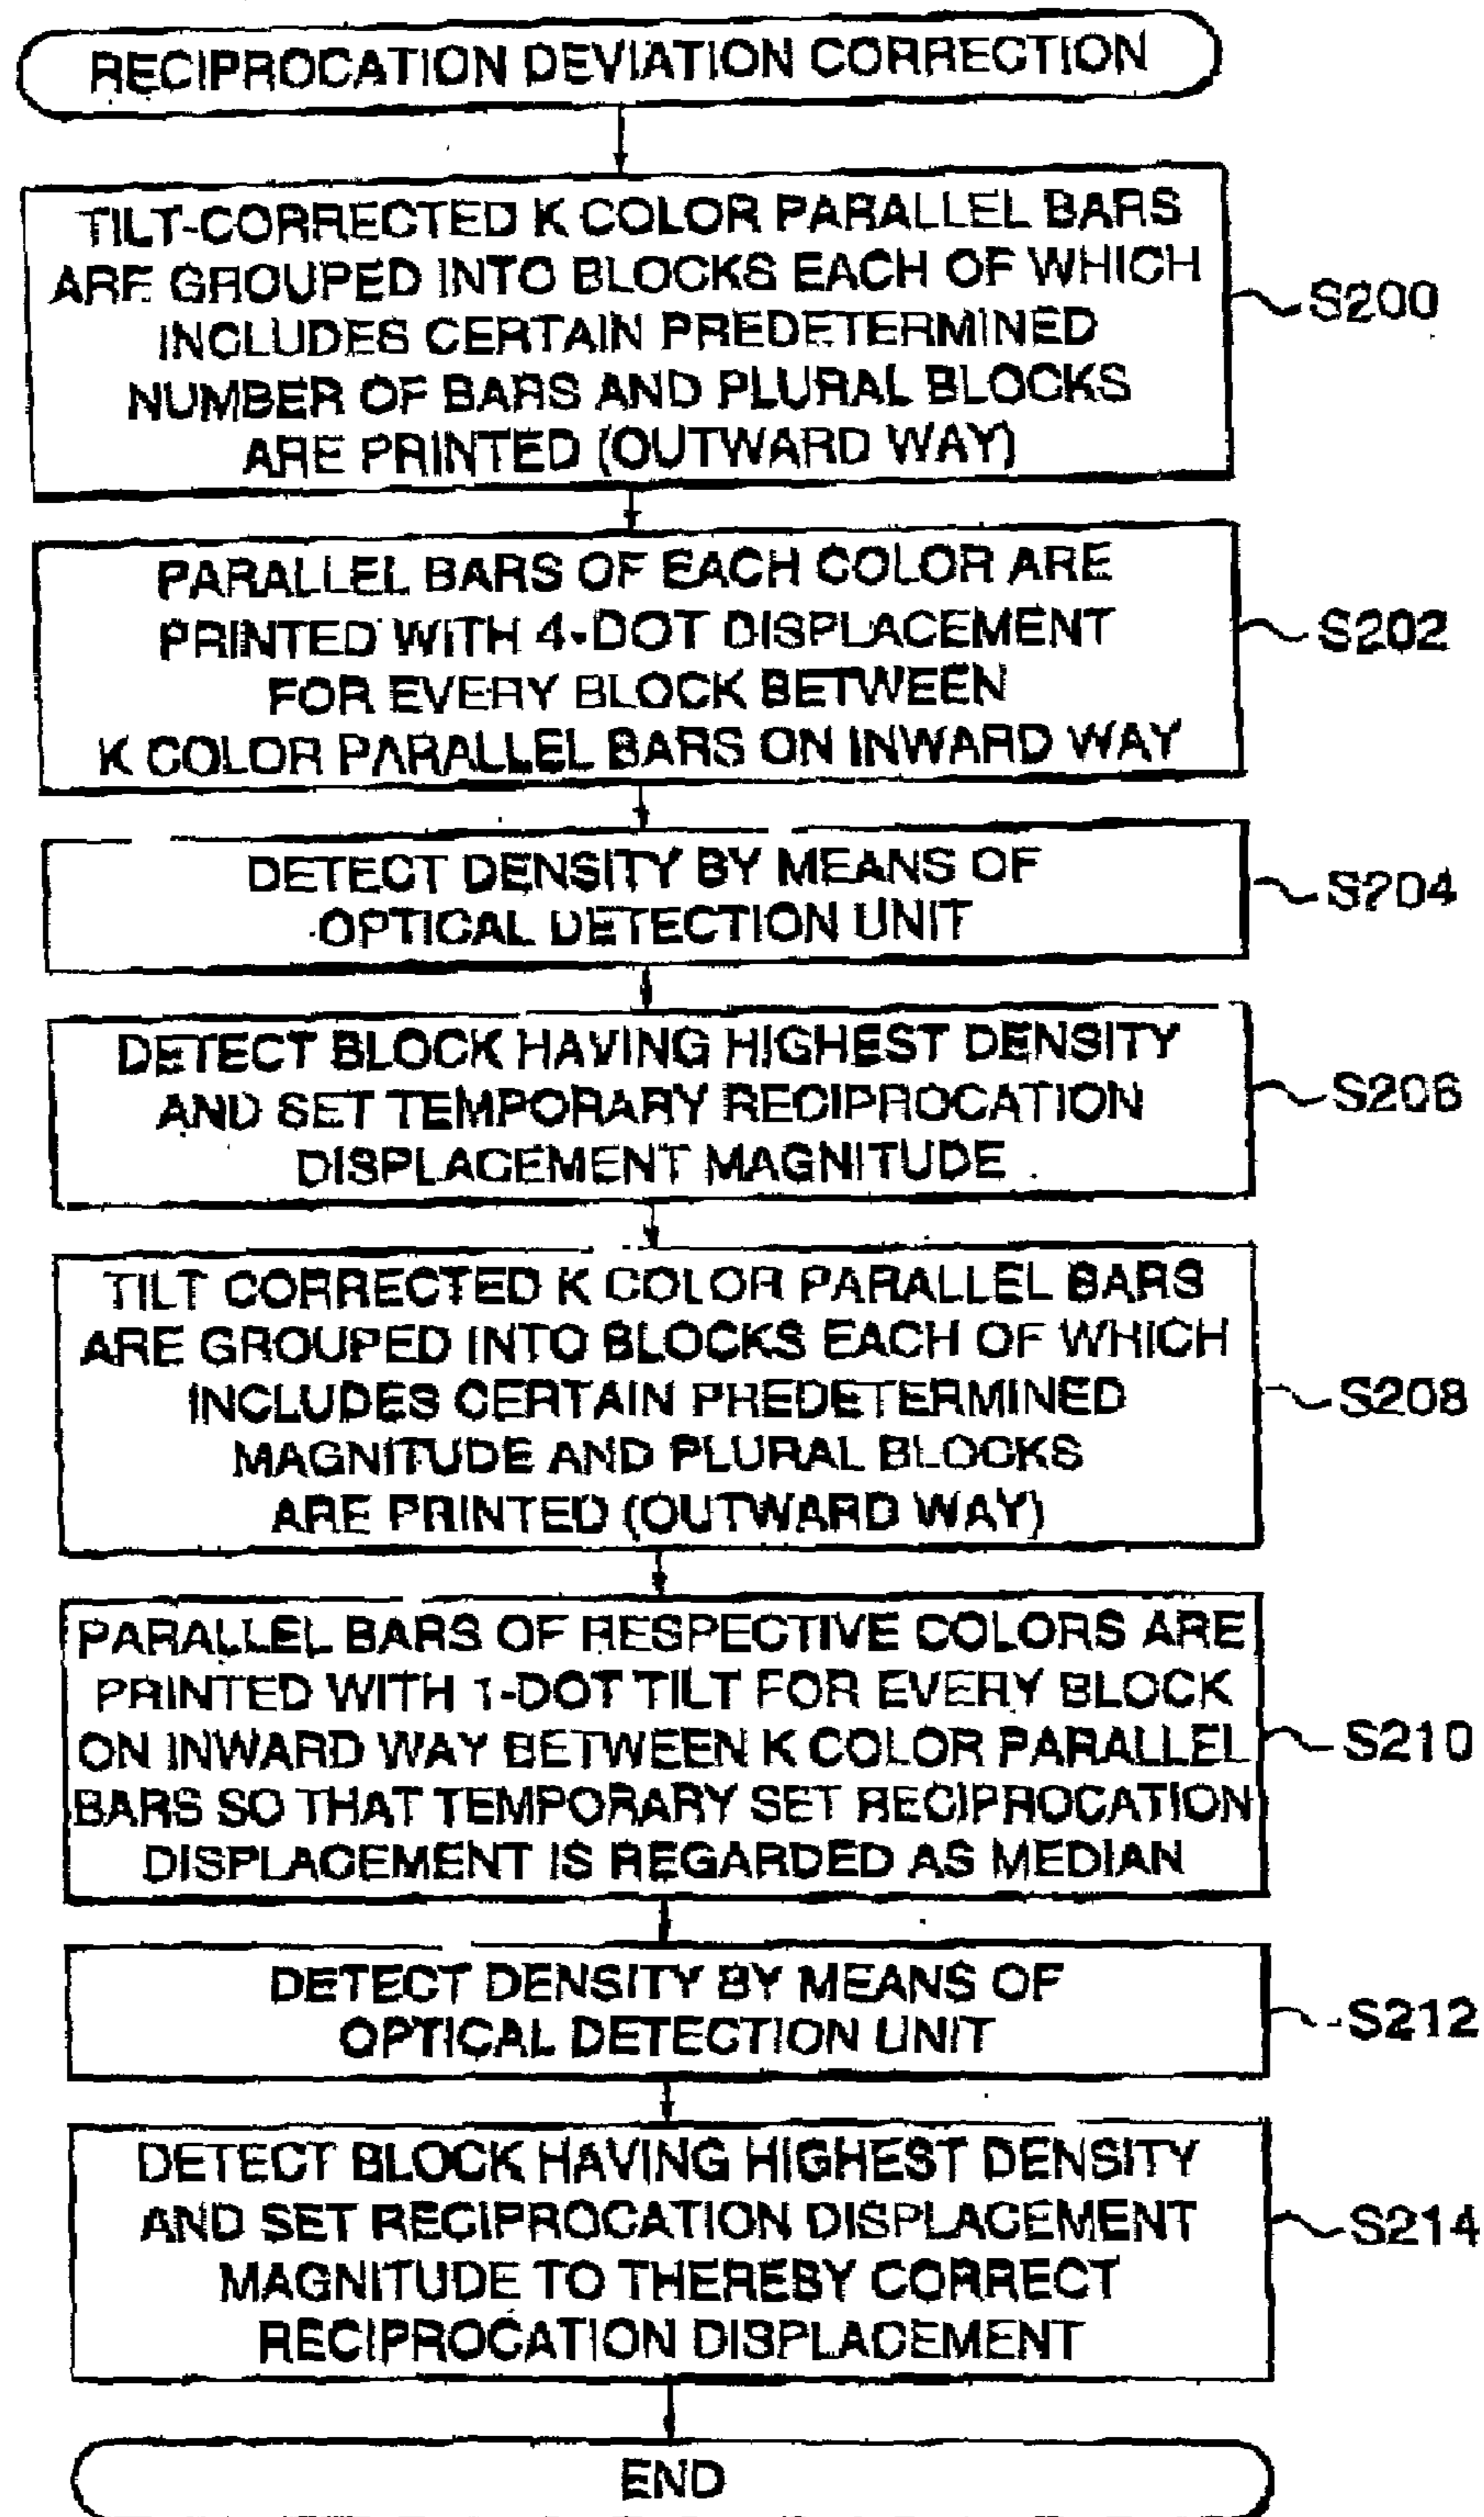 RECIPROCATION DEVIATION CORRECTION
TILT-CORRECTED K COLOR PARALLEL BARS
ARE GROUPED INTO BLOCKS EACH OF WHICH
INCLUDES CERTAIN PREDETERMINED
NUMBER OF BARS AND PLURAL BLOCKS
ARE PRINTED (OUTWARD WAY)
S200
PARALLEL BARS OF EACH COLOR ARE
PRINTED WITH 4-DOT DISPLACEMENT
FOR EVERY BLOCK BETWEEN
K COLOR PARALLEL BARS ON INWARD WAY
S202
DETECT DENSITY BY MEANS OF
OPTICAL DETECTION UNIT
S204
DETECT BLOCK HAVING HIGHEST DENSITY
AND SET TEMPORARY RECIPROCATION
DISPLACEMENT MAGNITUDE
S206
TILT CORRECTED K COLOR PARALLEL BARS
ARE GROUPED INTO BLOCKS EACH OF WHICH
INCLUDES CERTAIN PREDETERMINED
MAGNITUDE AND PLURAL BLOCKS
ARE PRINTED (OUTWARD WAY)
S208
PARALLEL BARS OF RESPECTIVE COLORS ARE
PRINTED WITH 1-DOT TILT FOR EVERY BLOCK
ON INWARD WAY BETWEEN K COLOR PARALLEL
BARS SO THAT TEMPORARY SET RECIPROCATION
DISPLACEMENT IS REGARDED AS MEDIAN
S210
DETECT DENSITY BY MEANS OF
OPTICAL DETECTION UNIT
S212
DETECT BLOCK HAVING HIGHEST DENSITY
AND SET RECIPROCATION DISPLACEMENT
MAGNITUDE TO THEREBY CORRECT
RECIPROCATION DISPLACEMENT
S214
END